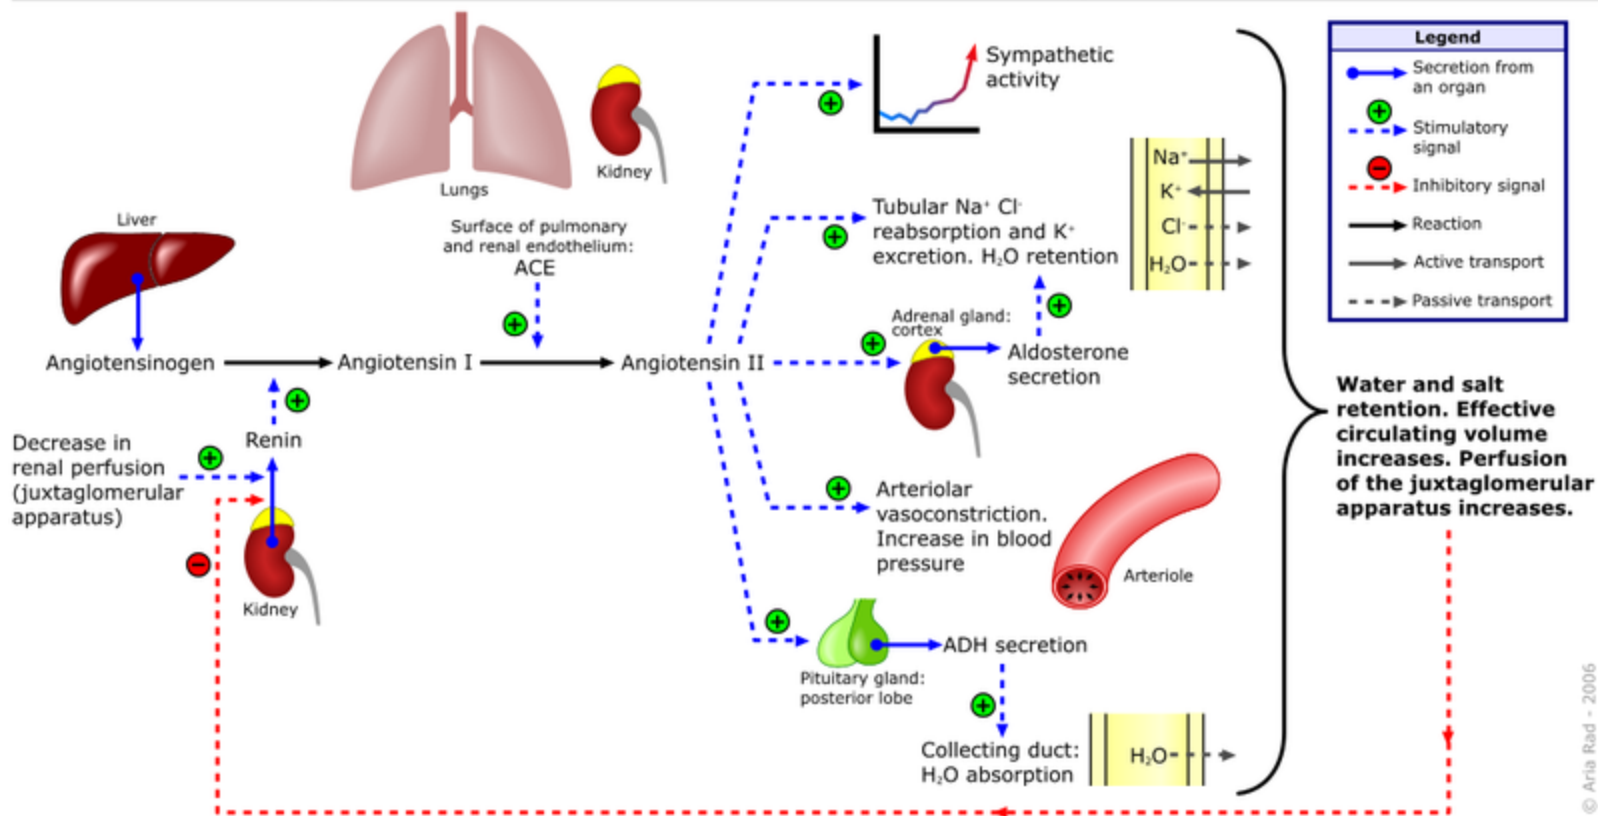 Lungs
Kidney
Liver
Surface of pulmonary
and renal endothelium:
ACE
Angiotensinogen
Angiotensin I
Angiotensin II
Decrease in
renal perfusion
(juxtaglomerular
apparatus)
Renin
Kidney
Sympathetic
activity
Tubular Na⁺ Cl⁻
reabsorption and K⁺
excretion. H₂O retention
Na⁺
K⁺
Cl⁻
H₂O
Adrenal gland:
cortex
Aldosterone
secretion
Arteriolar
vasoconstriction.
Increase in blood
pressure
Arteriole
Pituitary gland:
posterior lobe
ADH secretion
Collecting duct:
H₂O absorption
H₂O
Legend
Secretion from
an organ
Stimulatory
signal
Inhibitory signal
Reaction
Active transport
Passive transport
Water and salt
retention. Effective
circulating volume
increases. Perfusion
of the juxtaglomerular
apparatus increases.
© Aria Rad - 2006